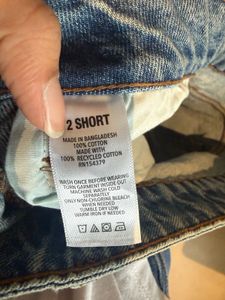 2 SHORT
MADE IN BANGLADESH
100% COTTON
MADE WITH
100% RECYCLED COTTON
RN154379
WASH ONCE BEFORE WEARING
TURN GARMENT INSIDE OUT
MACHINE WASH COLD
SEPARATELY
ONLY NON-CHLORINE BLEACH
WHEN NEEDED
TUMBLE DRY LOW
WARM IRON IF NEEDED